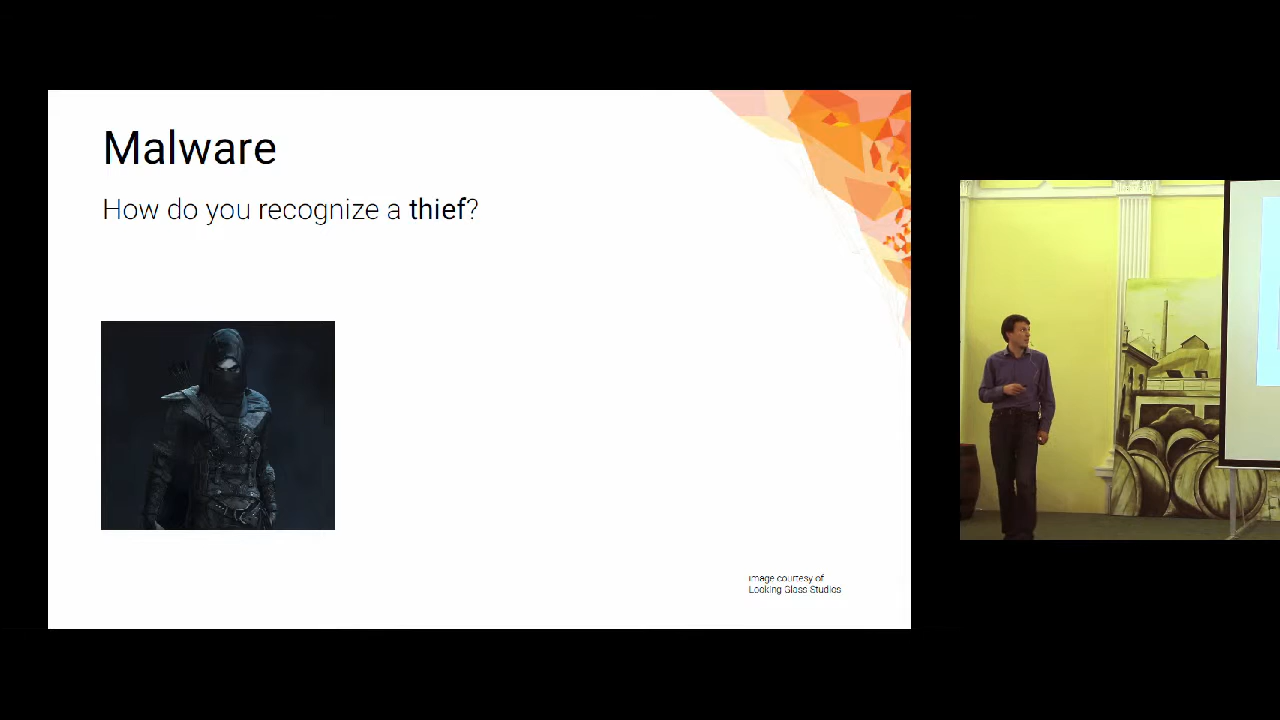 Malware
How do you recognize a thief?
image courtesy of
Looking Glass Studios